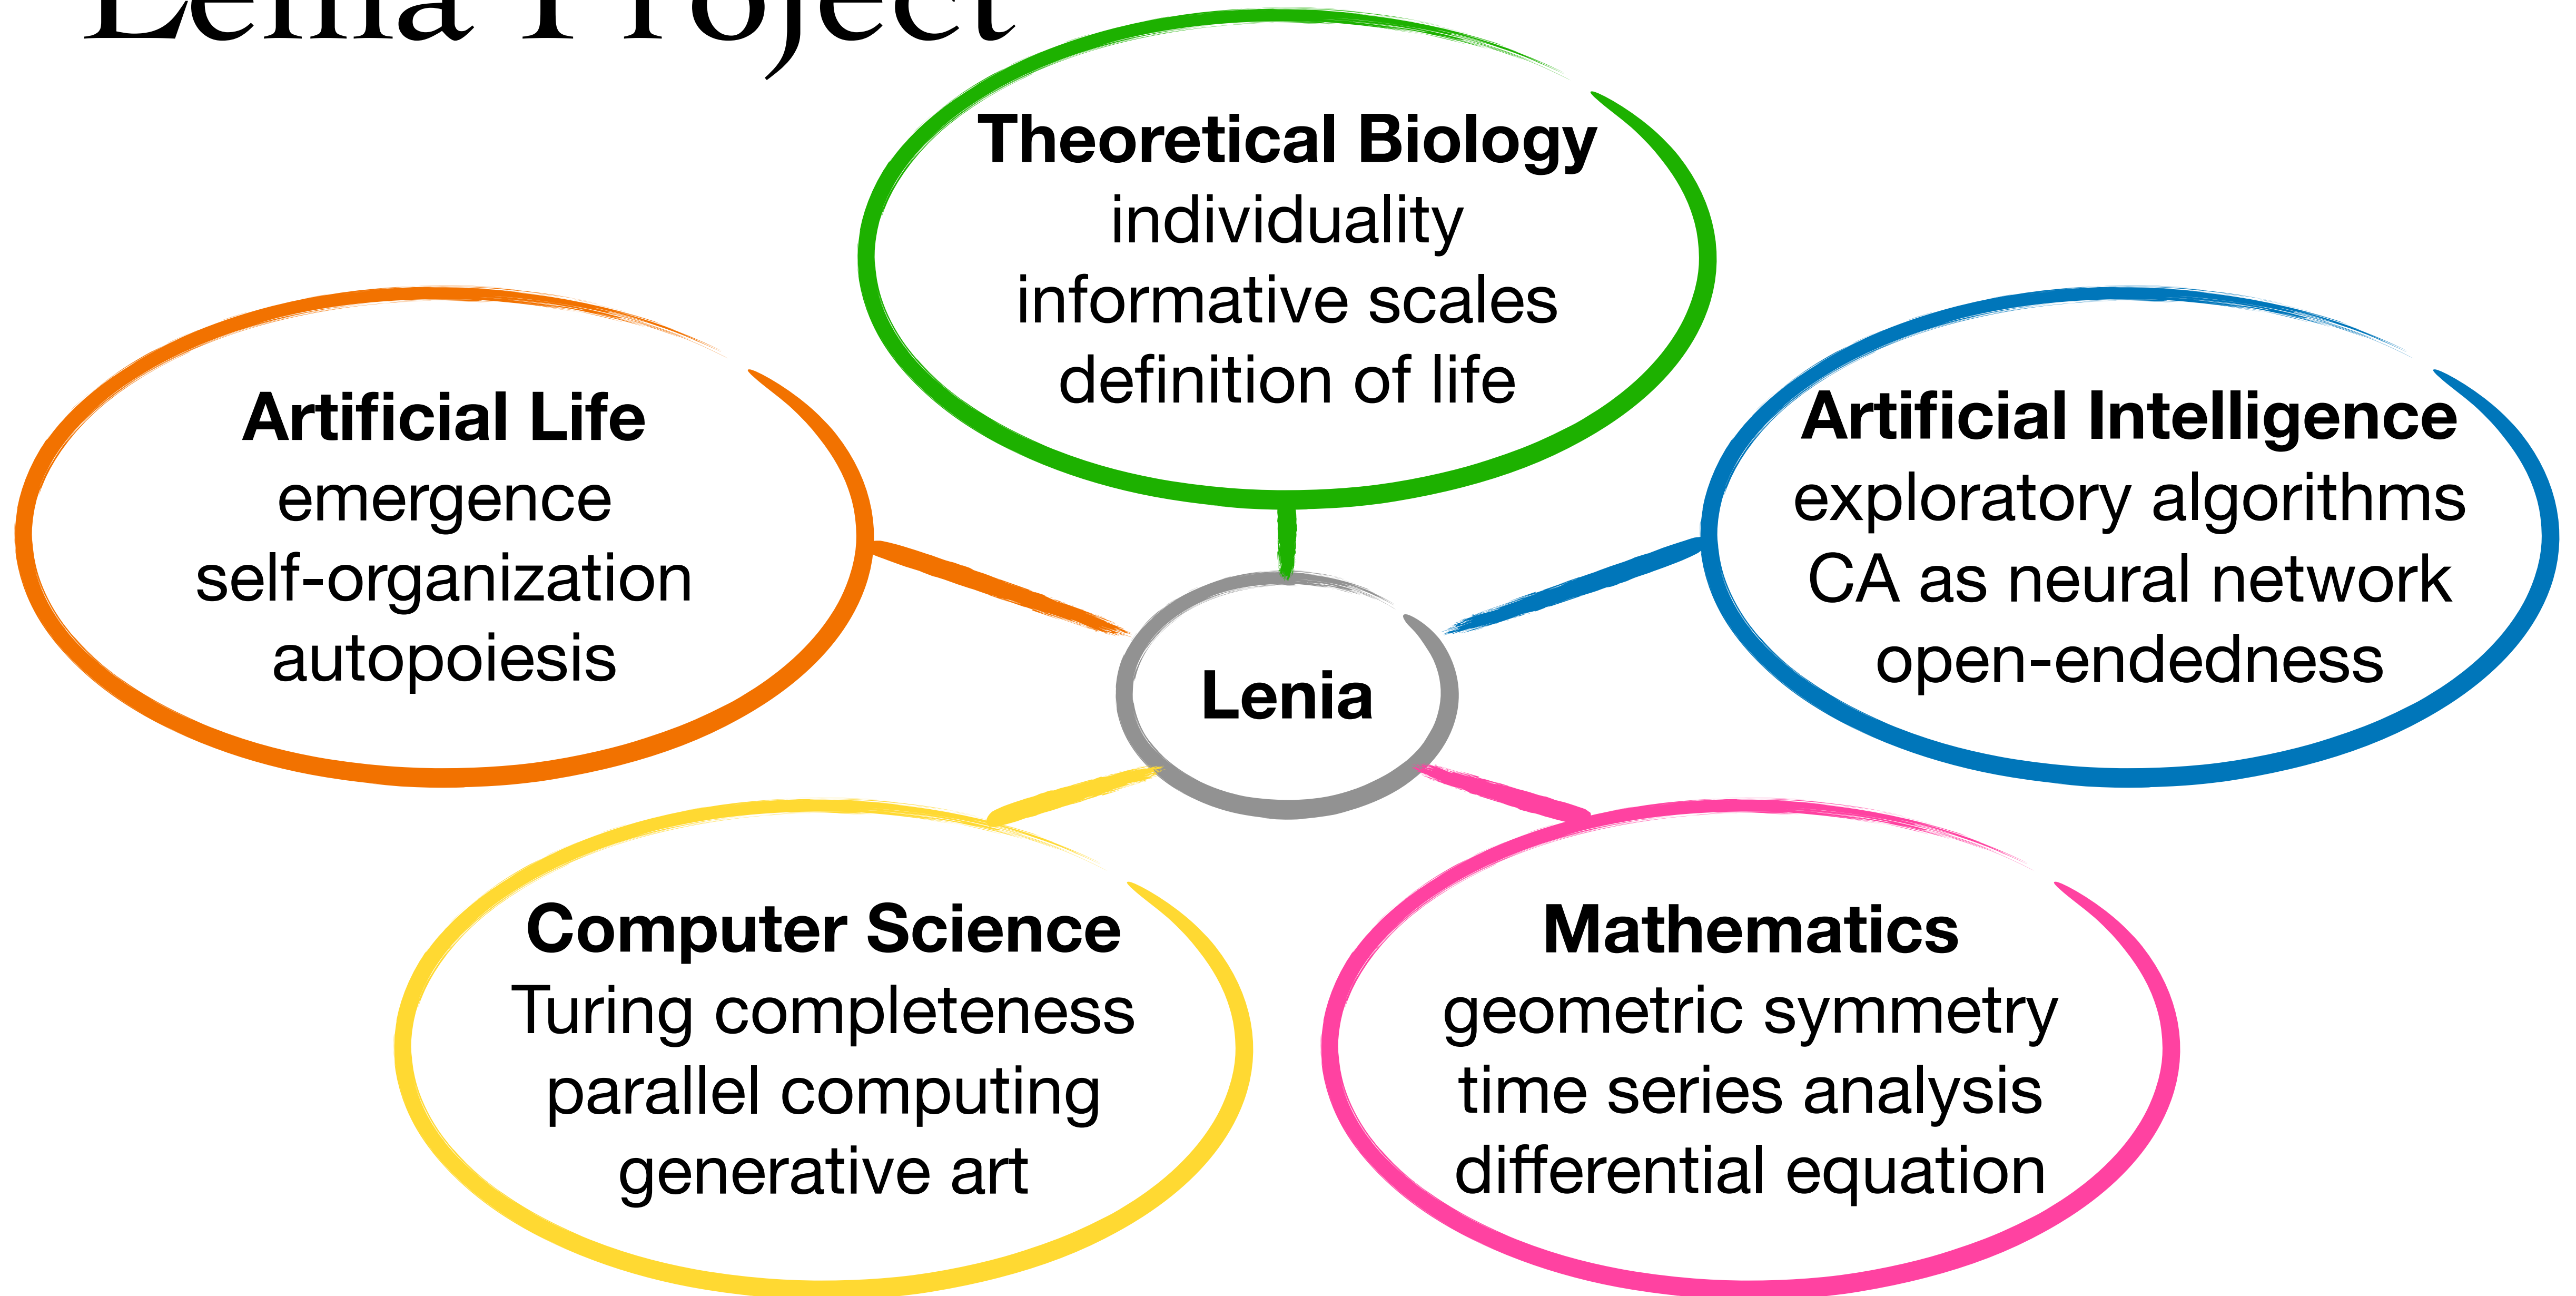 Lenia Project
Theoretical Biology
individuality
informative scales
definition of life
Artificial Life
emergence
self-organization
autopoiesis
Artificial Intelligence
exploratory algorithms
CA as neural network
open-endedness
Lenia
Computer Science
Turing completeness
parallel computing
generative art
Mathematics
geometric symmetry
time series analysis
differential equation